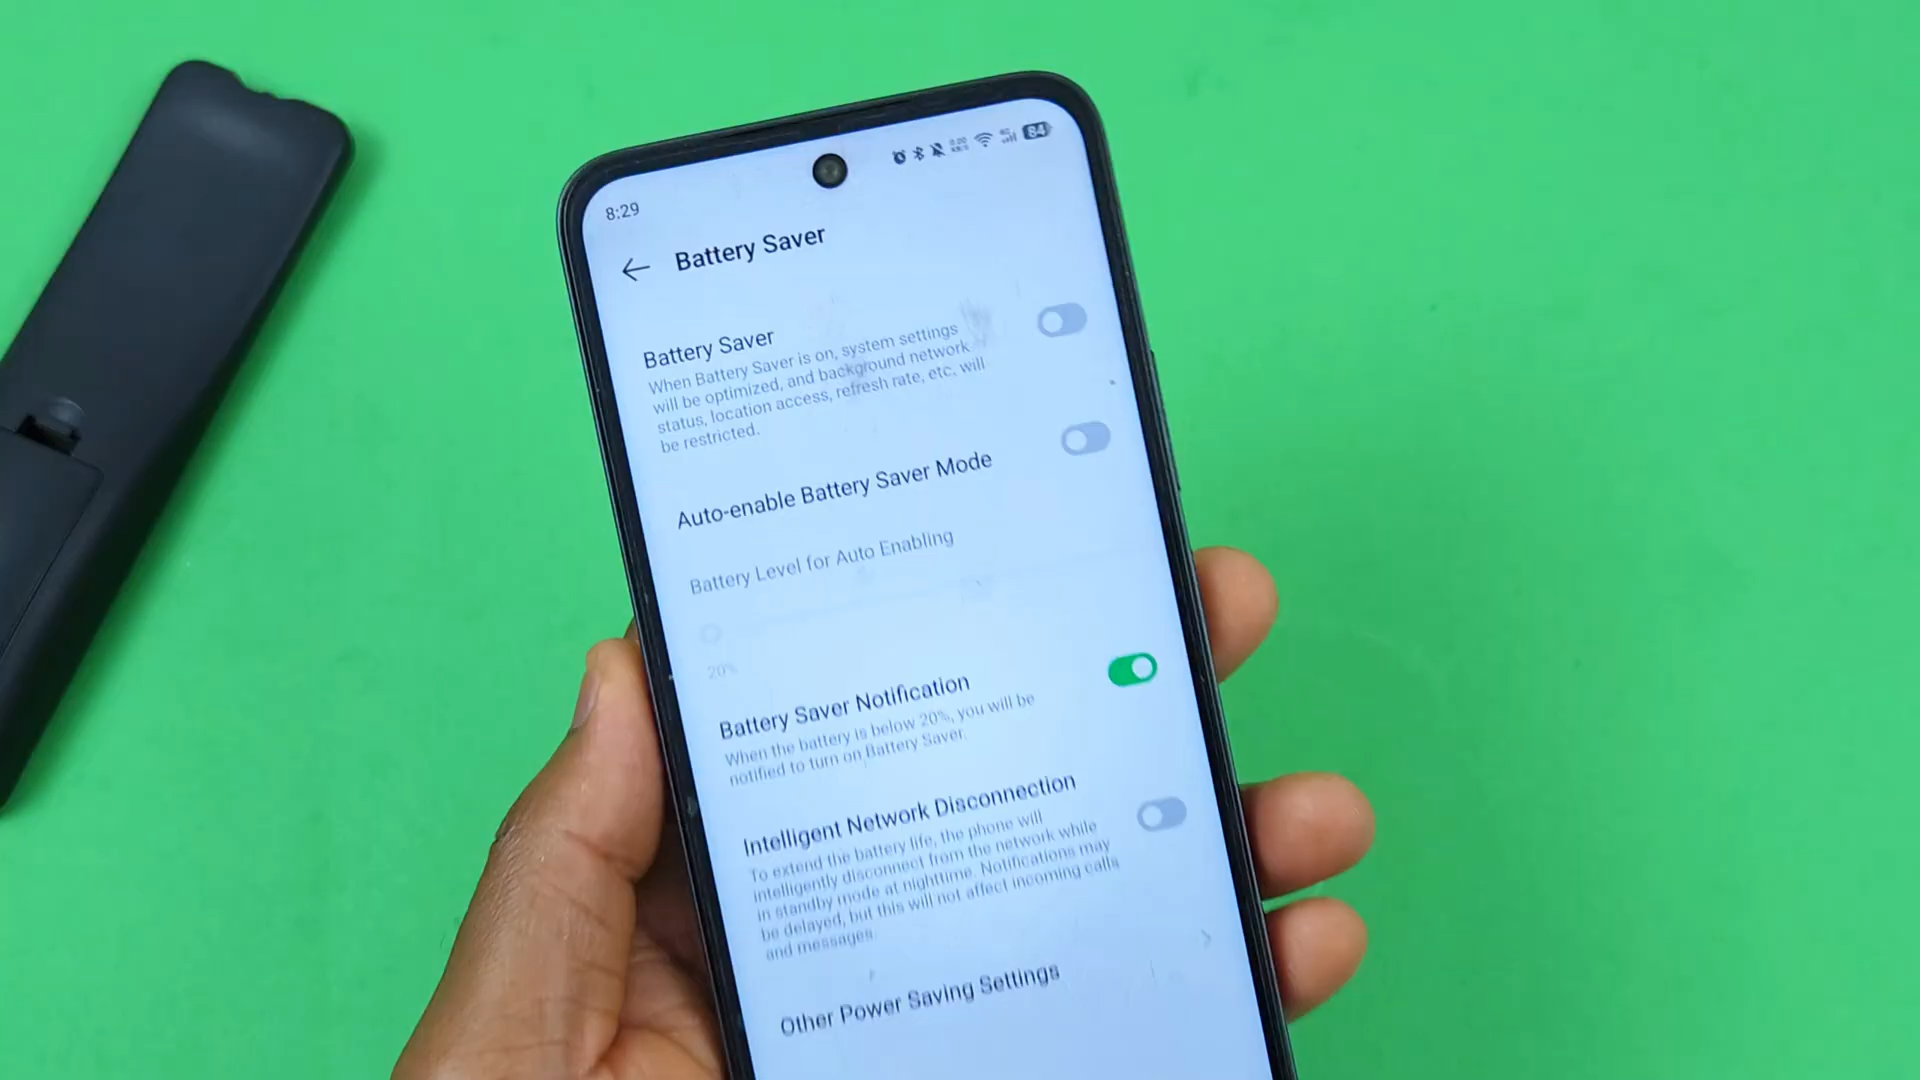 8:29
84
Battery Saver
Battery Saver
When Battery Saver is on, system settings
will be optimized, and background network
status, location access, refresh rate, etc. will
be restricted.
Auto-enable Battery Saver Mode
Battery Level for Auto Enabling
20%
Battery Saver Notification
When the battery is below 20%, you will be
notified to turn on Battery Saver.
Intelligent Network Disconnection
To extend the battery life, the phone will
intelligently disconnect from the network while
in standby mode at nighttime. Notifications may
be delayed, but this will not affect incoming calls
and messages.
Other Power Saving Settings